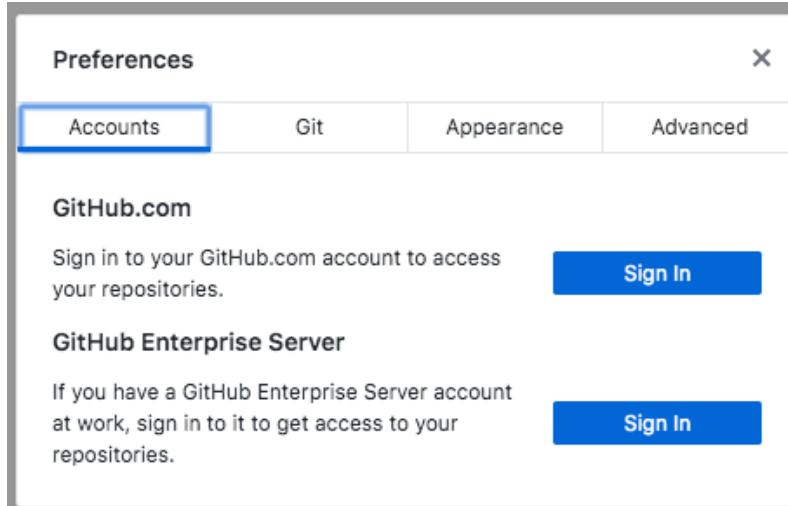 Preferences
Accounts Git Appearance Advanced
GitHub.com
Sign in to your GitHub.com account to access
your repositories.
Sign In
GitHub Enterprise Server
If you have a GitHub Enterprise Server account
at work, sign in to it to get access to your
repositories.
Sign In